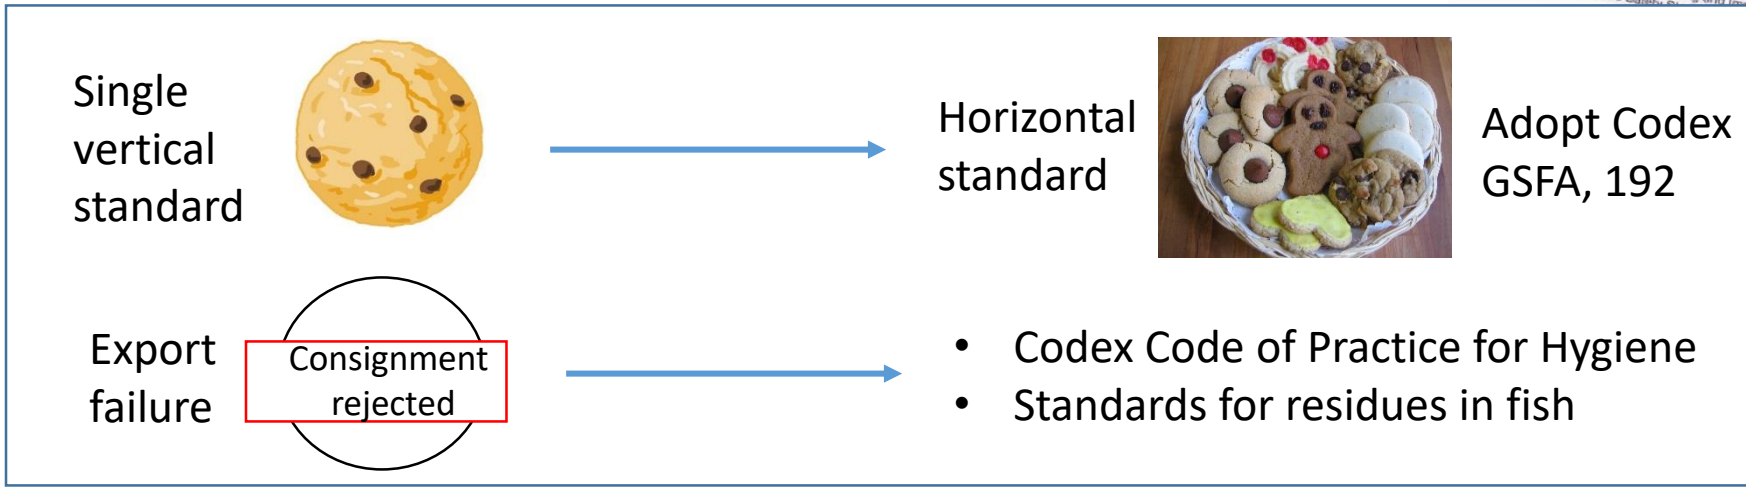 Single
vertical
standard
Horizontal
standard
Adopt Codex
GSFA, 192
Export
failure
Consignment
rejected
• Codex Code of Practice for Hygiene
• Standards for residues in fish